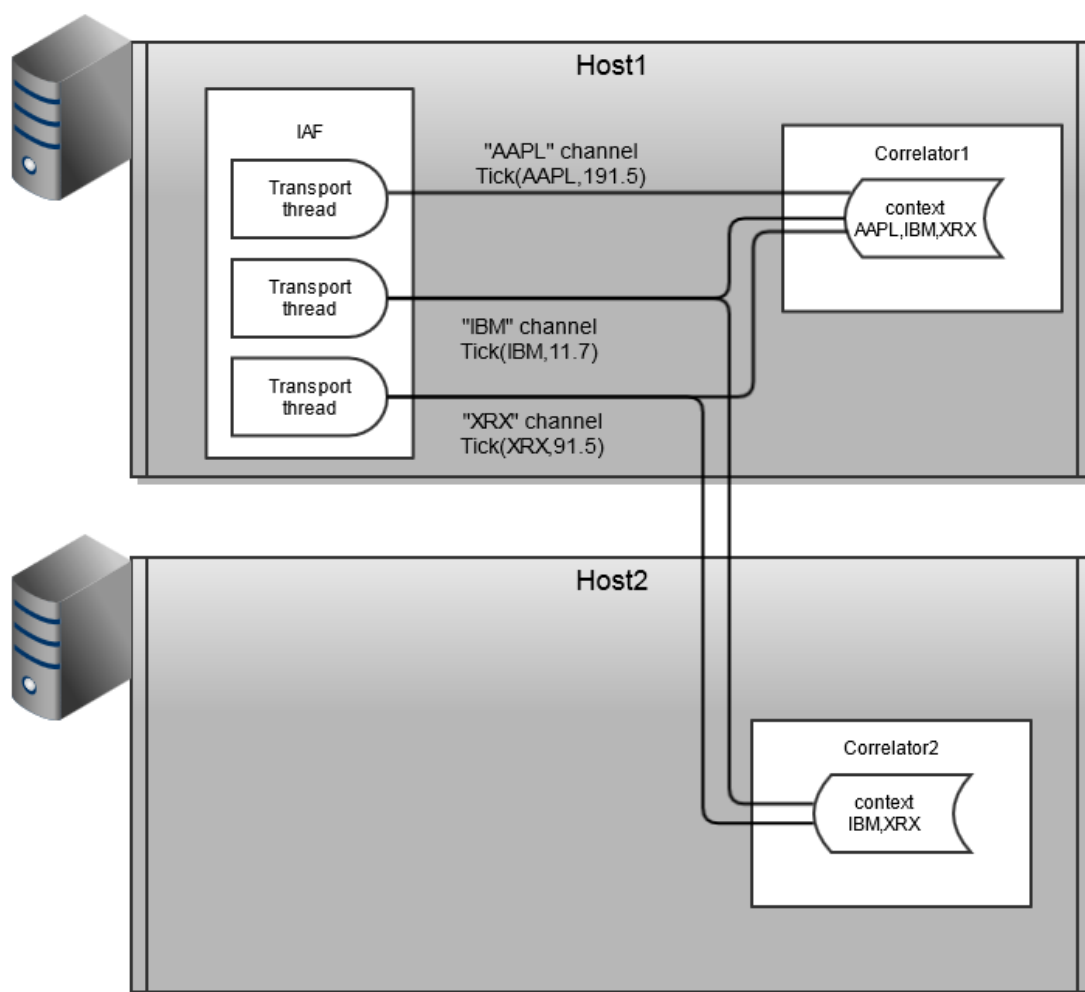 Host1
IAF
Transport
thread
"AAPL" channel
Tick(AAPL,191.5)
Correlator1
context
AAPL,IBM,XRX
Transport
thread
"IBM" channel
Tick(IBM,11.7)
Transport
thread
"XRX" channel
Tick(XRX,91.5)
Host2
Correlator2
context
IBM,XRX